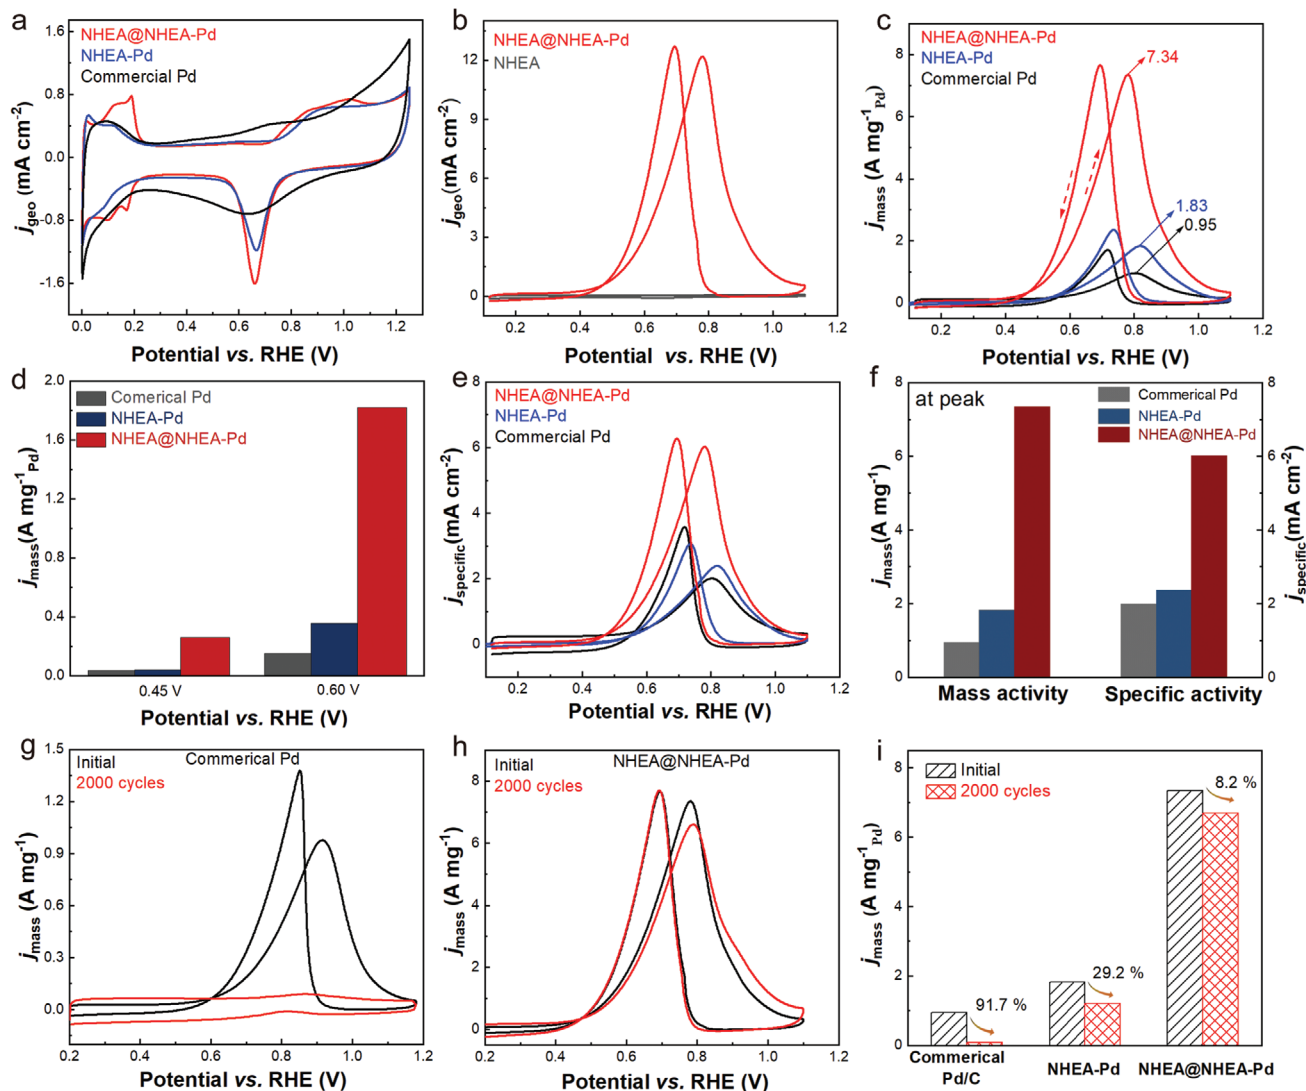 a
NHEA@NHEA-Pd
NHEA-Pd
Commercial Pd
1.6
0.8
0.0
-0.8
-1.6
0.0 0.2 0.4 0.6 0.8 1.0 1.2
jgeo (mA cm-2)
Potential vs. RHE (V)
b
NHEA@NHEA-Pd
NHEA
12
9
6
3
0
0.2 0.4 0.6 0.8 1.0 1.2
jgeo(mA cm-2)
Potential vs. RHE (V)
c
NHEA@NHEA-Pd
NHEA-Pd
Commercial Pd
7.34
1.83
0.95
8
6
4
2
0
0.2 0.4 0.6 0.8 1.0 1.2
jmass (A mg-1Pd)
Potential vs. RHE (V)
d
Comerical Pd
NHEA-Pd
NHEA@NHEA-Pd
2.0
1.6
1.2
0.8
0.4
0.0
0.45 V 0.60 V
jmass(A mg-1Pd)
Potential vs. RHE (V)
e
NHEA@NHEA-Pd
NHEA-Pd
Commercial Pd
8
6
4
2
0
0.2 0.4 0.6 0.8 1.0 1.2
jspecific(mA cm-2)
Potential vs. RHE (V)
f
at peak
Commerical Pd
NHEA-Pd
NHEA@NHEA-Pd
8
6
4
2
0
8
6
4
2
0
jmass(A mg-1)
jspecific(mA cm-2)
Mass activity Specific activity
g
Initial
2000 cycles
Commerical Pd
1.5
1.2
0.9
0.6
0.3
0.0
0.2 0.4 0.6 0.8 1.0 1.2
jmass (A mg-1)
Potential vs. RHE (V)
h
Initial
2000 cycles
NHEA@NHEA-Pd
8
6
4
2
0
0.2 0.4 0.6 0.8 1.0 1.2
jmass (A mg-1)
Potential vs. RHE (V)
i
Initial
2000 cycles
8.2 %
29.2 %
91.7 %
8
6
4
2
0
jmass (A mg-1Pd)
Commerical
Pd/C
NHEA-Pd
NHEA@NHEA-Pd